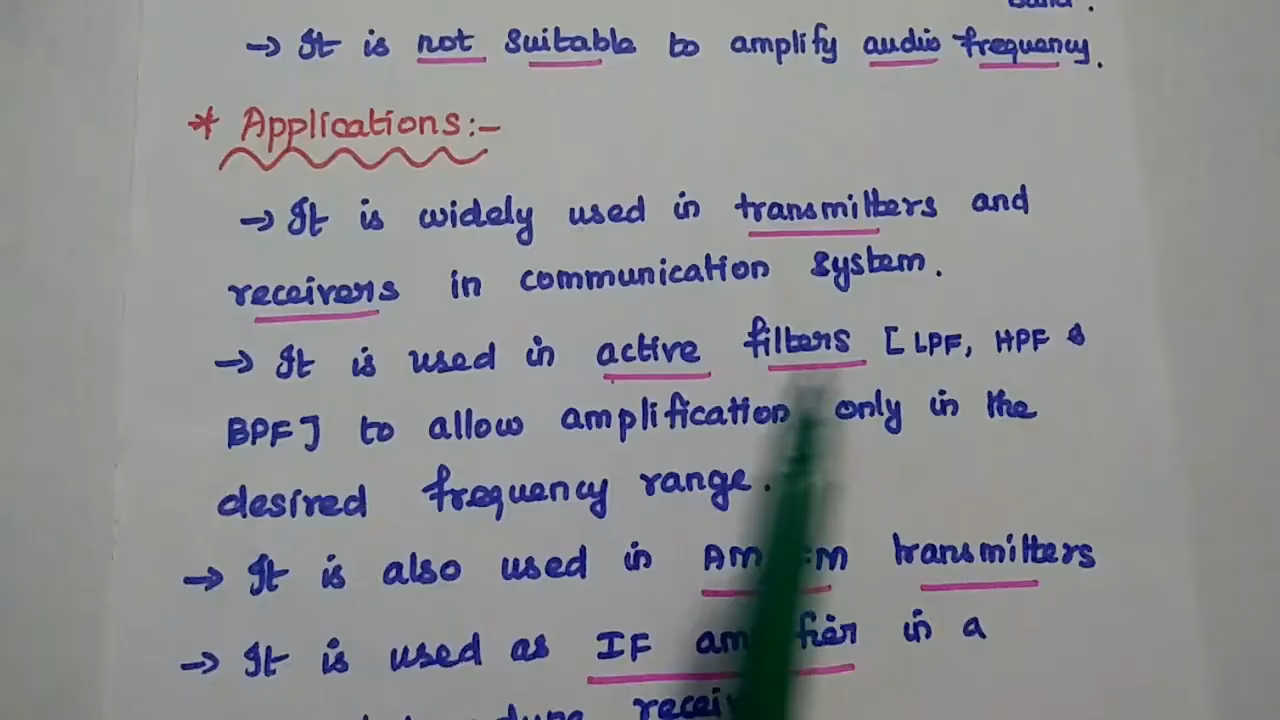 band.
→ It is not suitable to amplify audio frequency.
* Applications:-
→ It is widely used in transmitters and
receivers in communication system.
→ It is used in active filters [LPF, HPF &
BPF] to allow amplification only in the
desired frequency range.
→ It is also used in AM transmitters
→ It is used as IF in a